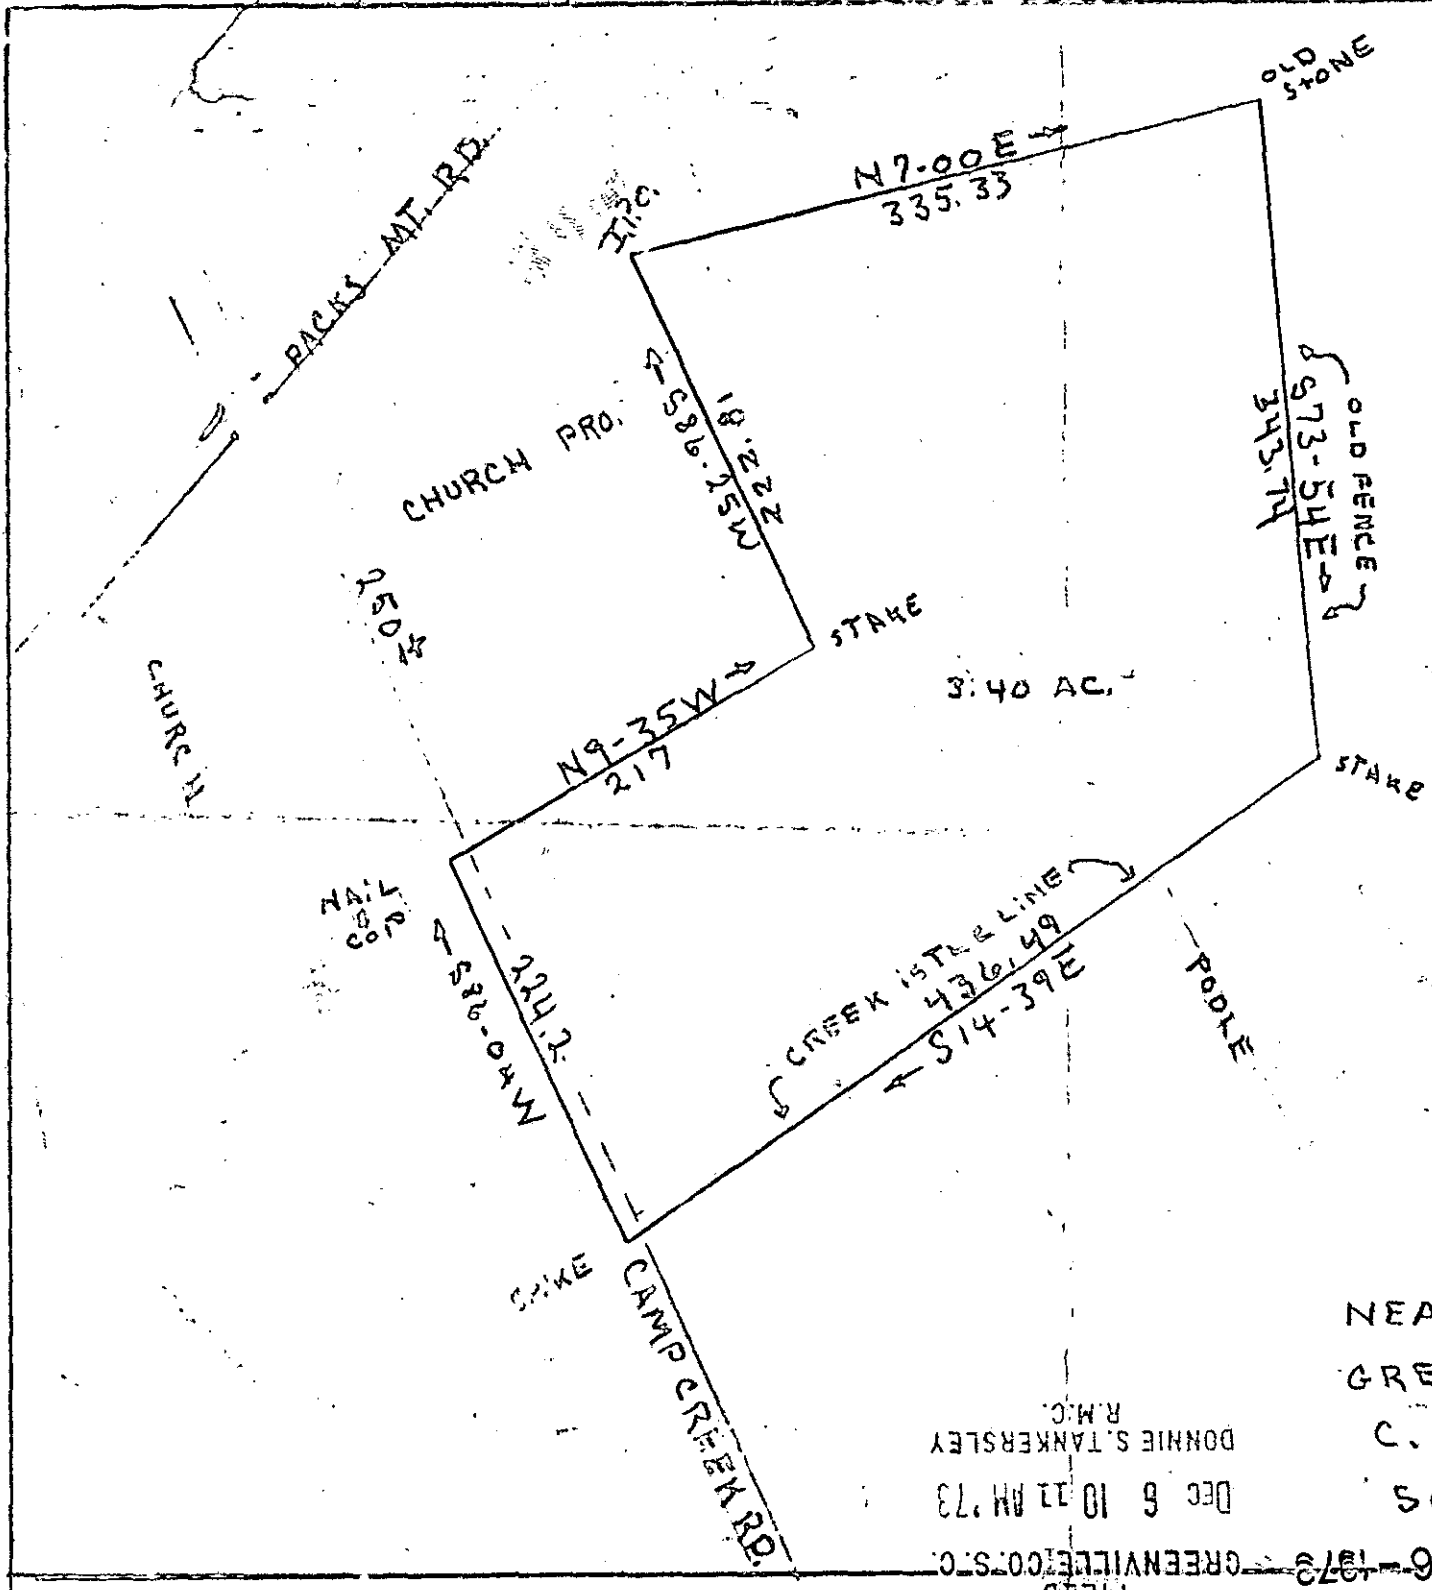 OLD
STONE
N7-00E
335.33
I.P.C.
PACKS MT. RD.
CHURCH PRO.
S86-25W
222.81
OLD FENCE
S73-54E
343.74
STAKE
250
CHURCH
3.40 AC.
N9-35W
217
STAKE
NAIL
&
CAP
S86-04W
224.2
CREEK IS THE LINE
436.49
S14-39E
POOLE
SPIKE
CAMP CREEK RD.
NEA
GRE
C.
GREENVILLE CO. S. C.
DEC 6 10 11 AM '73
DONNIE S. TANKERSLEY
R.M.C.
6-1973